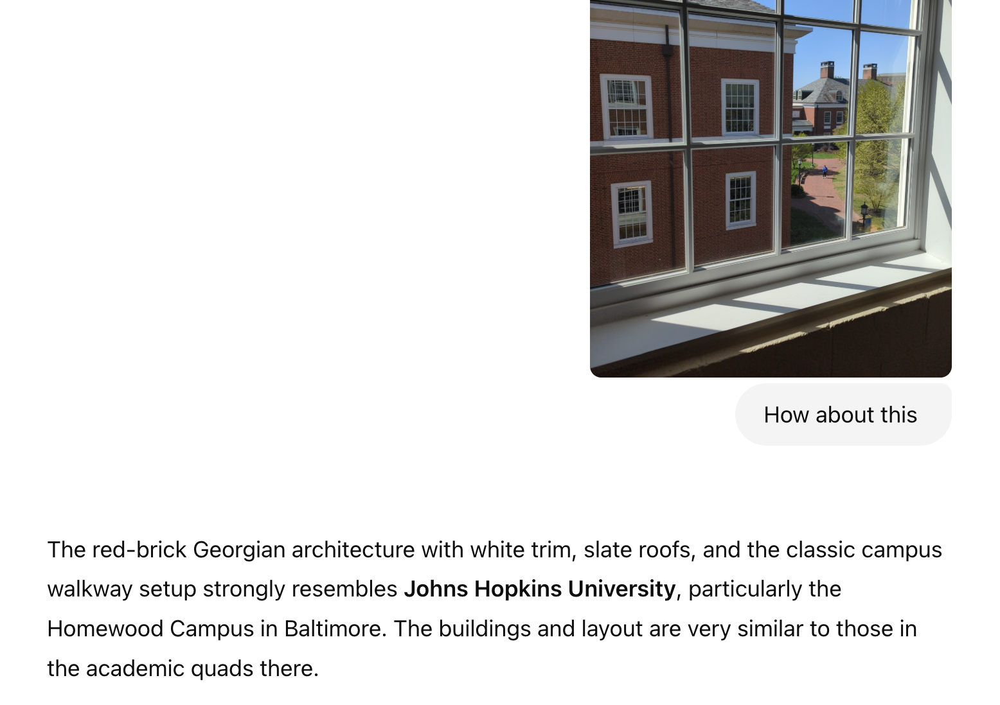 How about this
The red-brick Georgian architecture with white trim, slate roofs, and the classic campus
walkway setup strongly resembles Johns Hopkins University, particularly the
Homewood Campus in Baltimore. The buildings and layout are very similar to those in
the academic quads there.